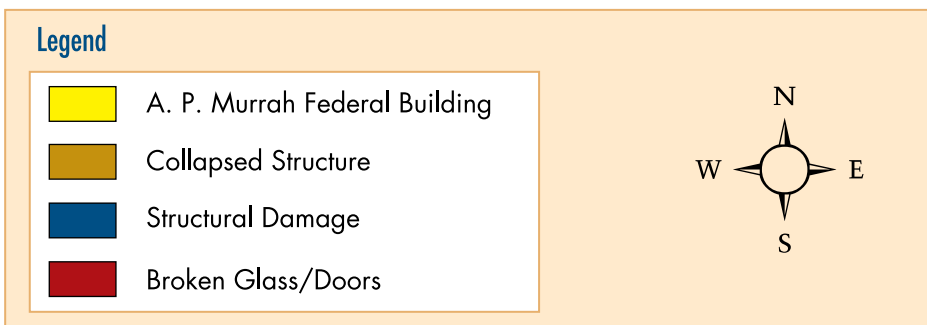 Legend
A. P. Murrah Federal Building
Collapsed Structure
Structural Damage
Broken Glass/Doors
N
W E
S